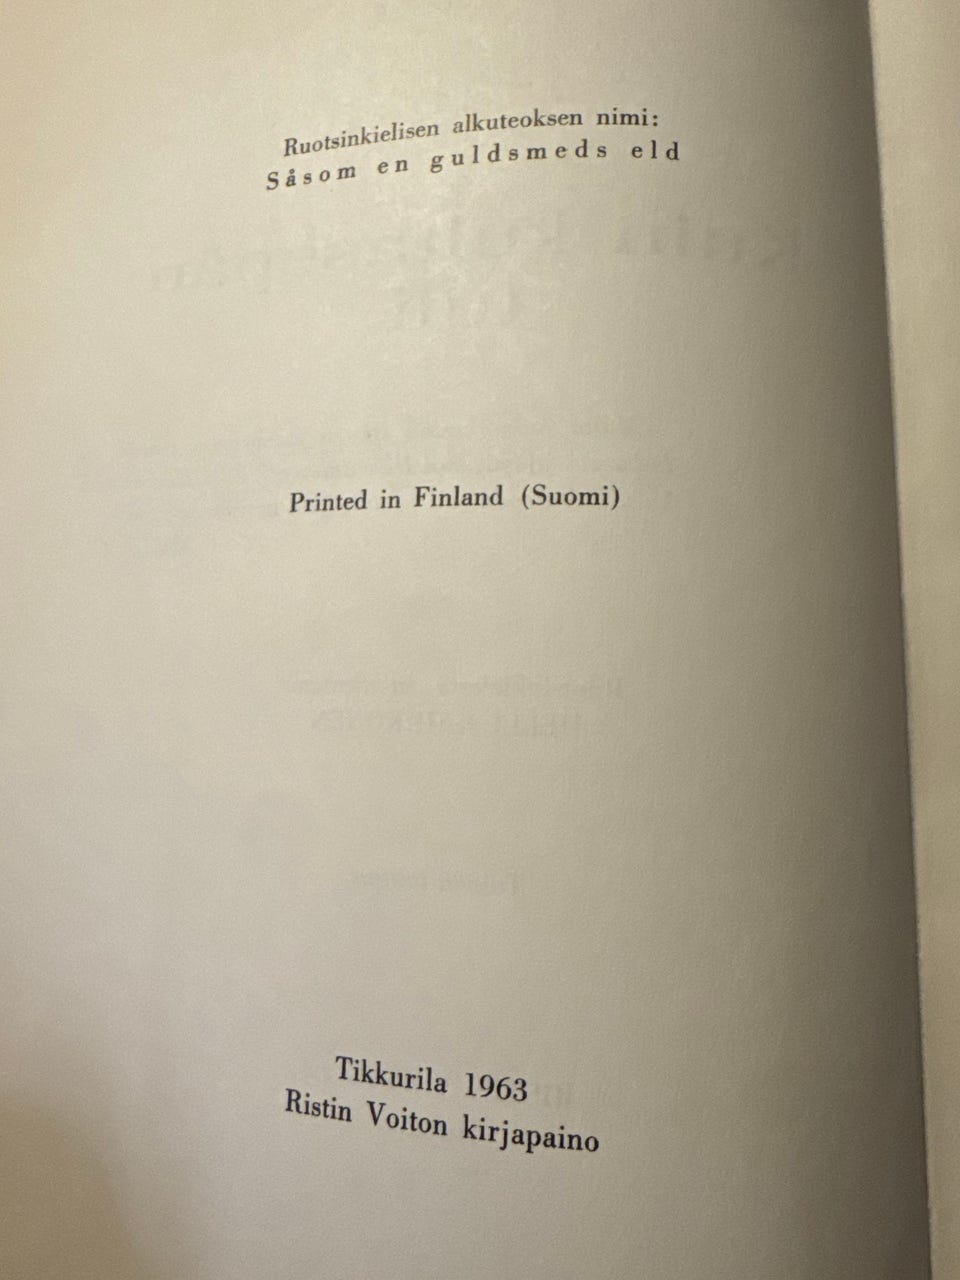 Ruotsinkielisen alkuteoksen nimi:
Såsom en guldsmeds eld
Printed in Finland (Suomi)
Tikkurila 1963
Ristin Voiton kirjapaino